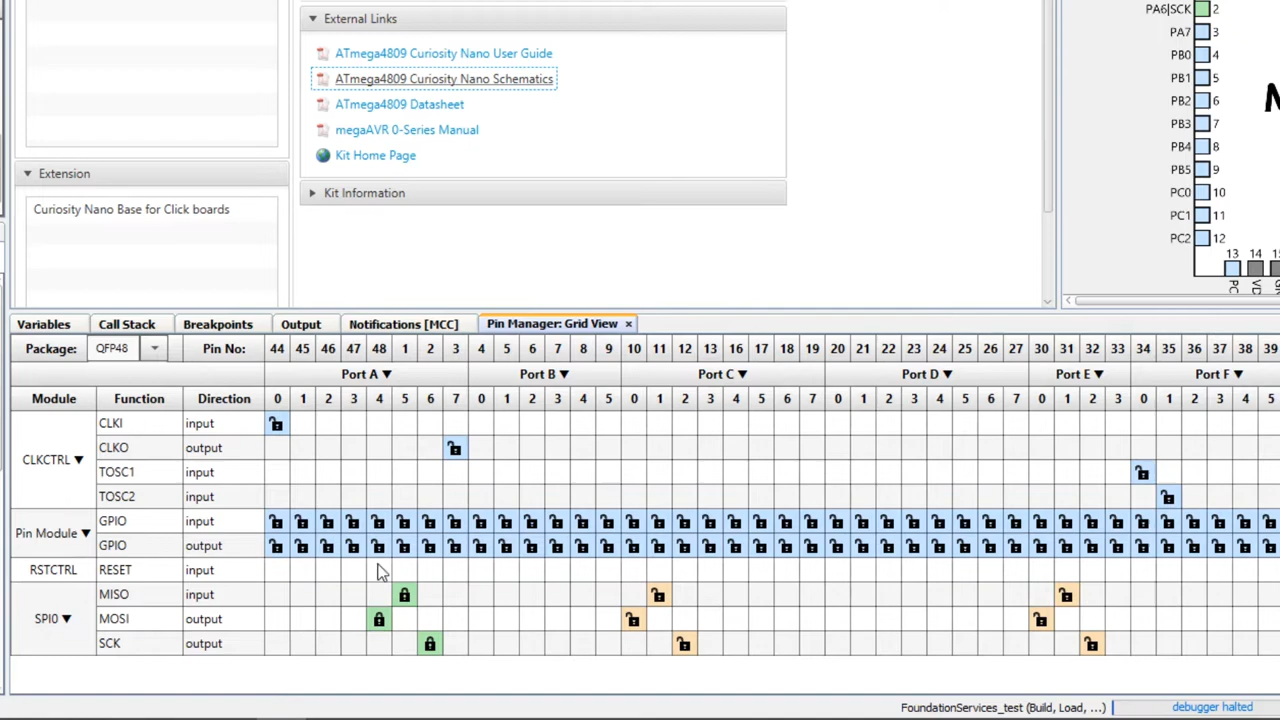 External Links
ATmega4809 Curiosity Nano User Guide
ATmega4809 Curiosity Nano Schematics
ATmega4809 Datasheet
megaAVR 0-Series Manual
Kit Home Page
Kit Information
Extension
Curiosity Nano Base for Click boards
PA6|SCK 2
PA7 3
PB0 4
PB1 5
PB2 6
PB3 7
PB4 8
PB5 9
PC0 10
PC1 11
PC2 12
13 14
PC
Variables Call Stack Breakpoints Output Notifications [MCC] Pin Manager: Grid View ×
Package: QFP48 Pin No: 44 45 46 47 48 1 2 3 4 5 6 7 8 9 10 11 12 13 16 17 18 19 20 21 22 23 24 25 26 27 30 31 32 33 34 35 36 37 38 39
Port A ▼ Port B ▼ Port C ▼ Port D ▼ Port E ▼ Port F ▼
Module Function Direction 0 1 2 3 4 5 6 7 0 1 2 3 4 5 0 1 2 3 4 5 6 7 0 1 2 3 4 5 6 7 0 1 2 3 0 1 2 3 4 5
CLKCTRL ▼
CLKI input
CLKO output
TOSC1 input
TOSC2 input
Pin Module ▼
GPIO input
GPIO output
RSTCTRL RESET input
SPI0 ▼
MISO input
MOSI output
SCK output
FoundationServices_test (Build, Load, ...) debugger halted